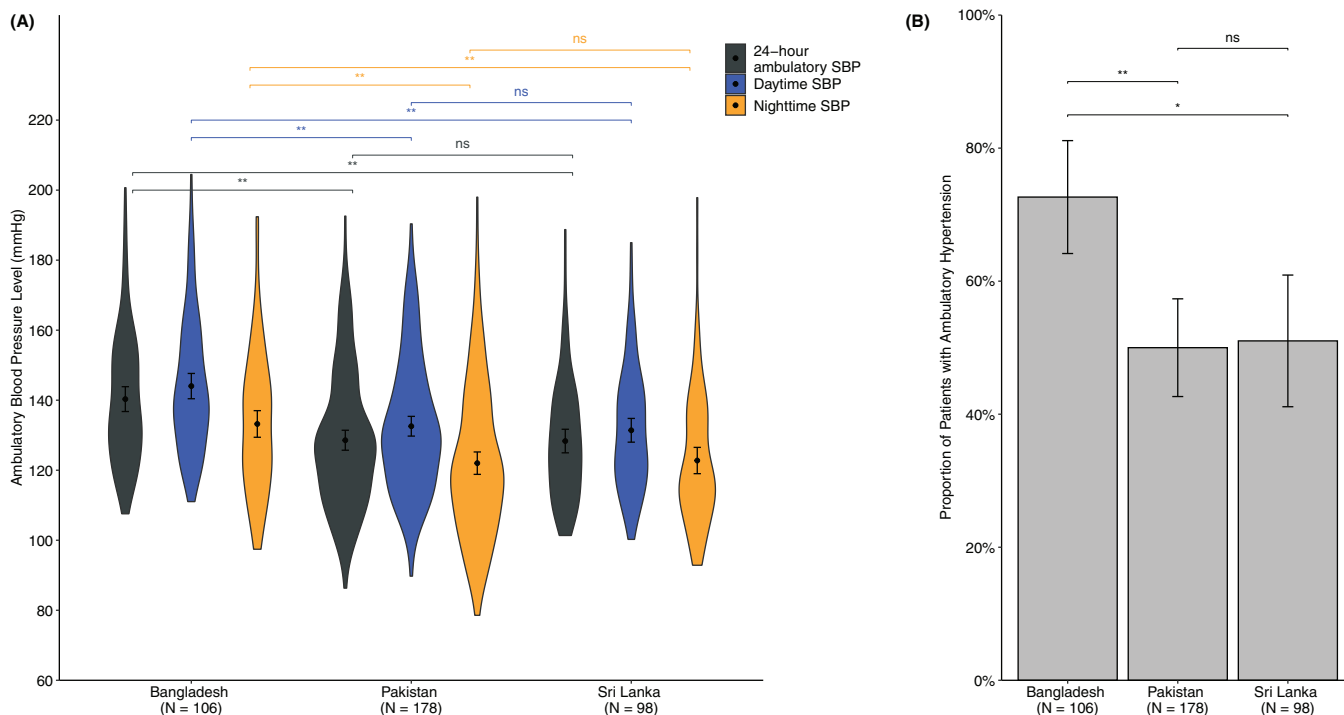 (A)
ns
**
**
ns
**
**
ns
**
**
24−hour
ambulatory SBP
Daytime SBP
Nighttime SBP
Ambulatory Blood Pressure Level (mmHg)
220
200
180
160
140
120
100
80
60
Bangladesh
(N = 106)
Pakistan
(N = 178)
Sri Lanka
(N = 98)
(B)
ns
**
*
Proportion of Patients with Ambulatory Hypertension
100%
80%
60%
40%
20%
0%
Bangladesh
(N = 106)
Pakistan
(N = 178)
Sri Lanka
(N = 98)